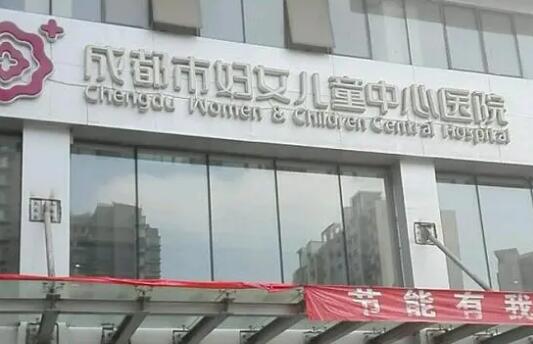 成都市妇女儿童中心医院
Chengdu Women & Children Central Hospital
节能有我